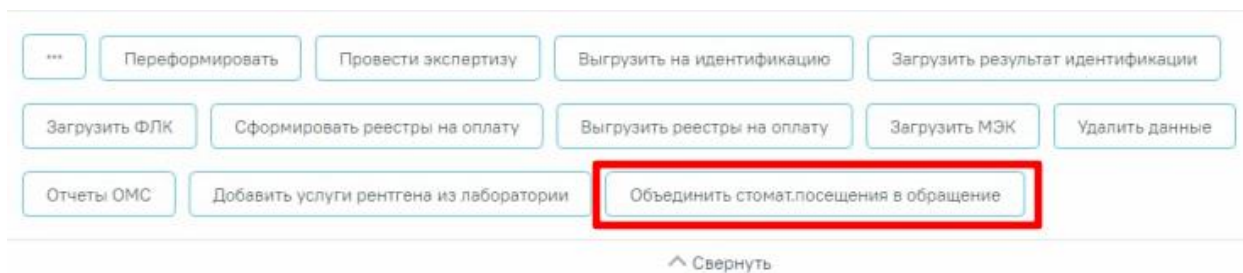 ... Переформировать Провести экспертизу Выгрузить на идентификацию Загрузить результат идентификации
Загрузить ФЛК Сформировать реестры на оплату Выгрузить реестры на оплату Загрузить МЭК Удалить данные
Отчеты ОМС Добавить услуги рентгена из лаборатории Объединить стомат.посещения в обращение
Свернуть